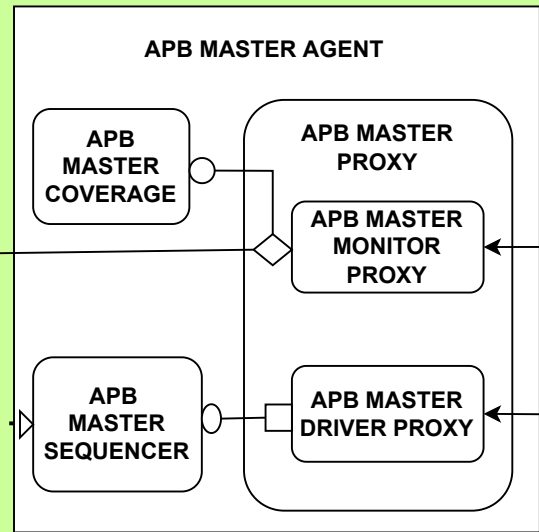 APB MASTER AGENT
APB
MASTER
COVERAGE
APB MASTER
PROXY
APB MASTER
MONITOR
PROXY
APB
MASTER
SEQUENCER
APB MASTER
DRIVER PROXY